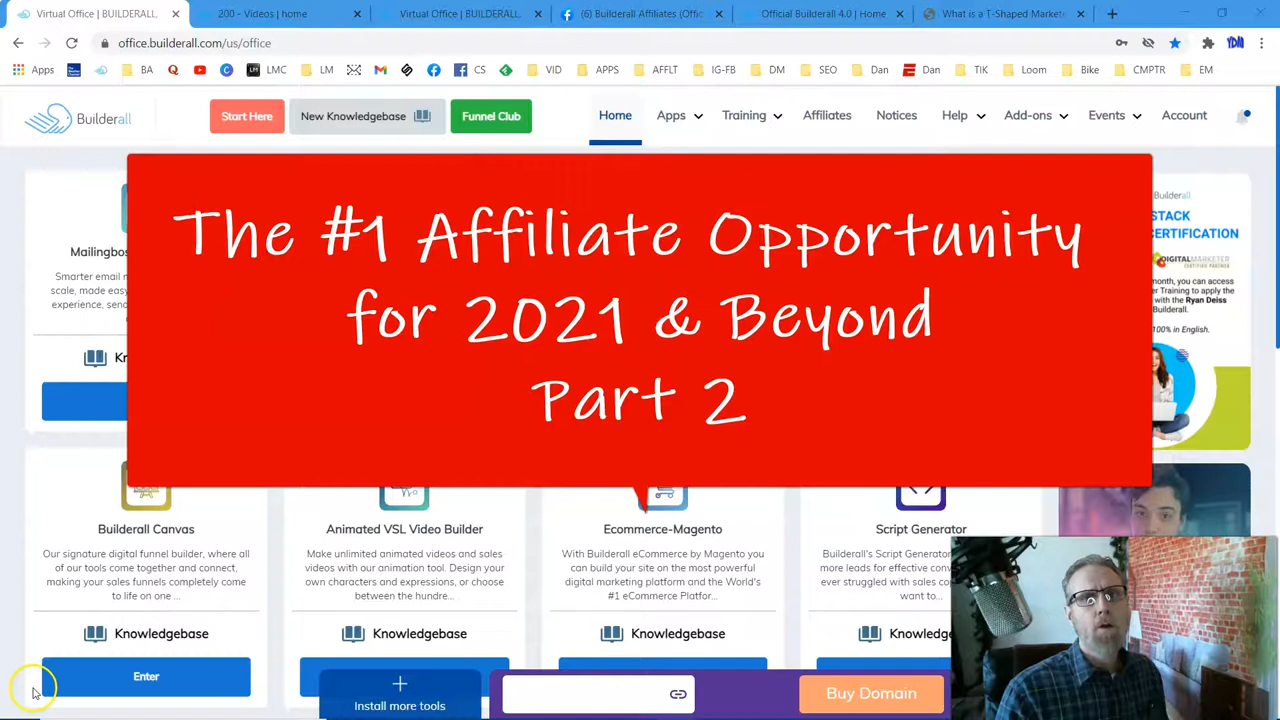 Virtual Office | BUILDERALL,
200 - Videos | home
Virtual Office | BUILDERALL,
(6) Builderall Affiliates (Offic
Official Builderall 4.0 | Home
What is a T-Shaped Markete
office.builderall.com/us/office
YDM
Apps
BA
LMC
LM
CS
VID
APPS
AFFLT
IG-FB
DM
SEO
Dan
Dan
TIK
Loom
Bike
CMPTR
EM
Builderall
Start Here
New Knowledgebase
Funnel Club
Home
Apps
Training
Affiliates
Notices
Help
Add-ons
Events
Account
The #1 Affiliate Opportunity
for 2021 & Beyond
Part 2
Mailingbos
Smarter email m
scale, made easy
experience, send
Kn
Builderall
STACK
CERTIFICATION
DIGITALMARKETER
CERTIFIED PARTNER
month, you can access
er Training to apply the
with the Ryan Deiss
Builderall.
100% in English.
Builderall Canvas
Our signature digital funnel builder, where all
of our tools come together and connect,
making your sales funnels completely come
to life on one ...
Knowledgebase
Enter
Animated VSL Video Builder
Make unlimited animated videos and sales
videos with our animation tool. Design your
own characters and expressions, or choose
between the hundre...
Knowledgebase
Ecommerce-Magento
With Builderall eCommerce by Magento you
can build your site on the most powerful
digital marketing platform and the World's
#1 eCommerce Platfor...
Knowledgebase
Script Generator
Builderall's Script Generator
more leads for effective conv
ever struggled with sales co
want to...
Knowledgebase
Install more tools
Buy Domain